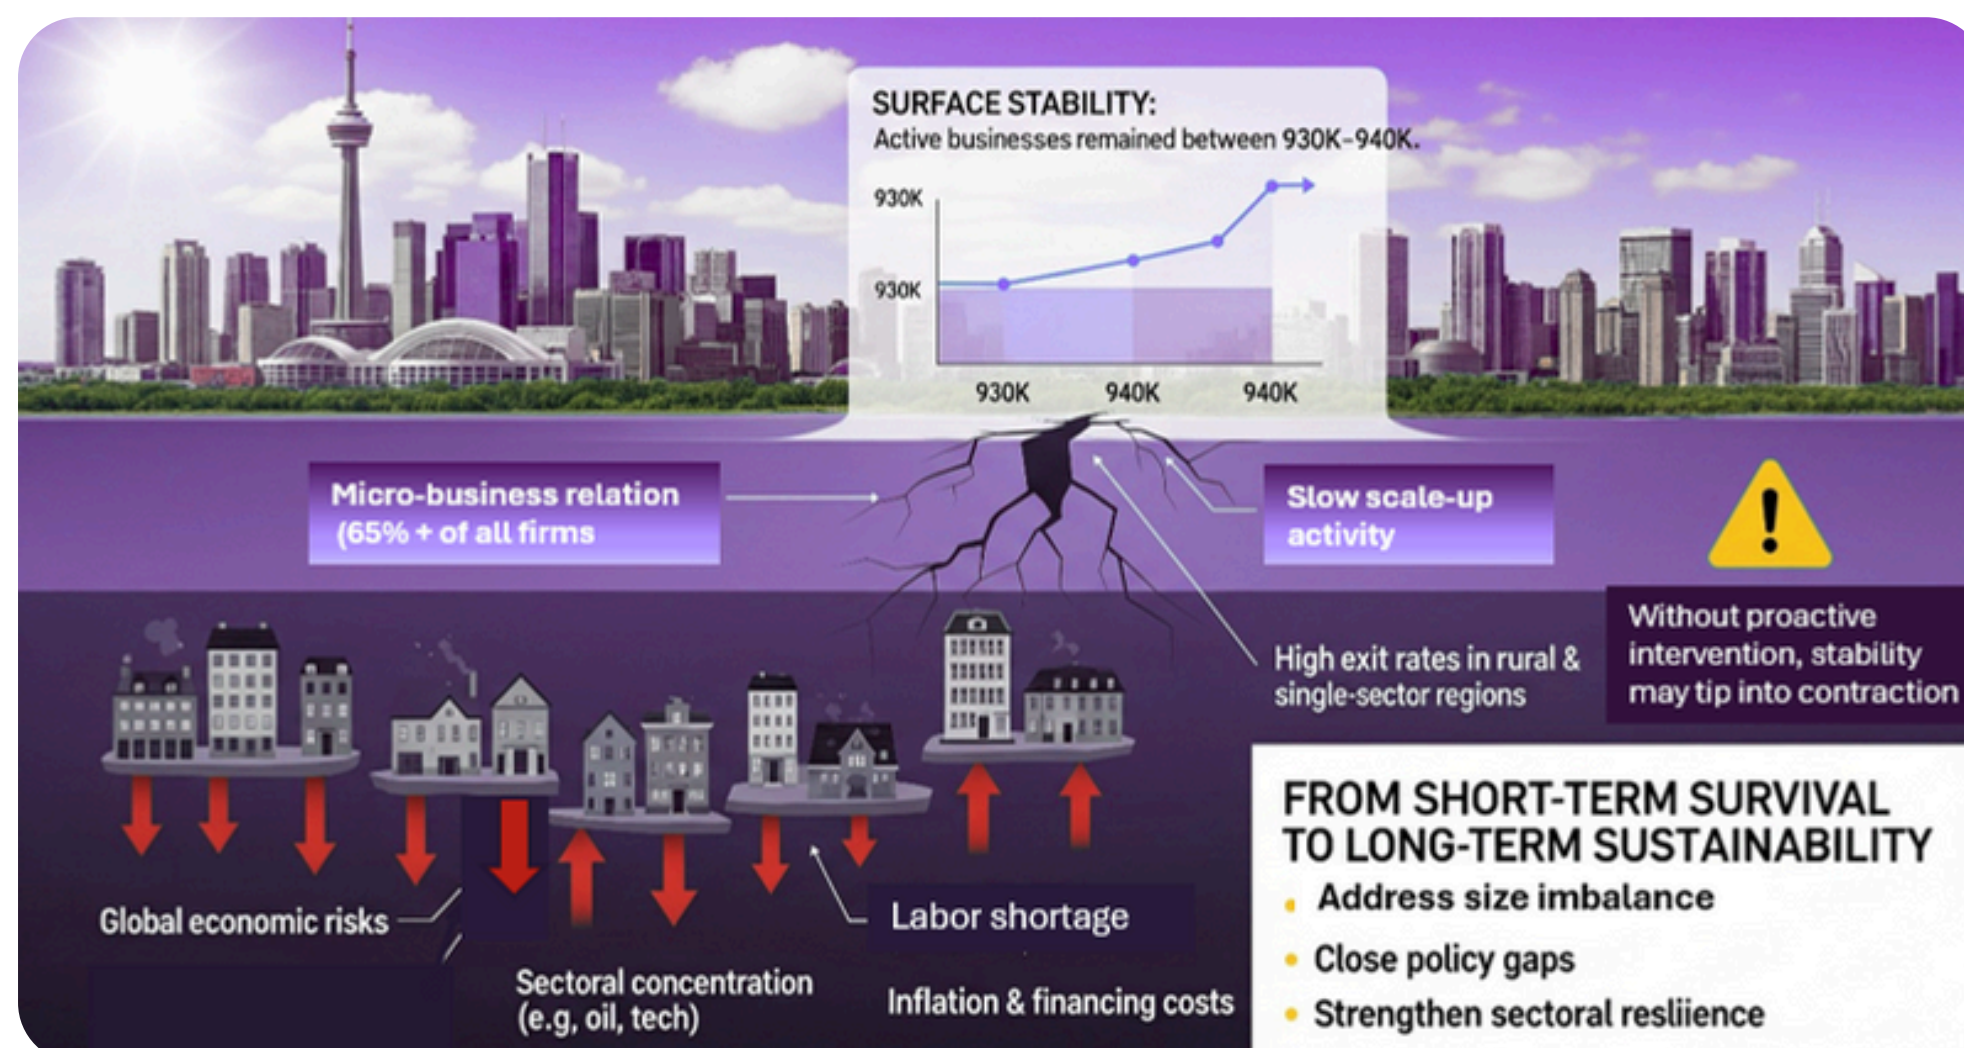 SURFACE STABILITY:
Active businesses remained between 930K–940K.
930K
930K
930K 940K 940K
Micro-business relation
(65% + of all firms
Slow scale-up
activity
High exit rates in rural &
single-sector regions
Without proactive
intervention, stability
may tip into contraction
Global economic risks
Labor shortage
Sectoral concentration
(e.g, oil, tech)
Inflation & financing costs
FROM SHORT-TERM SURVIVAL
TO LONG-TERM SUSTAINABILITY
• Address size imbalance
• Close policy gaps
• Strengthen sectoral resliience